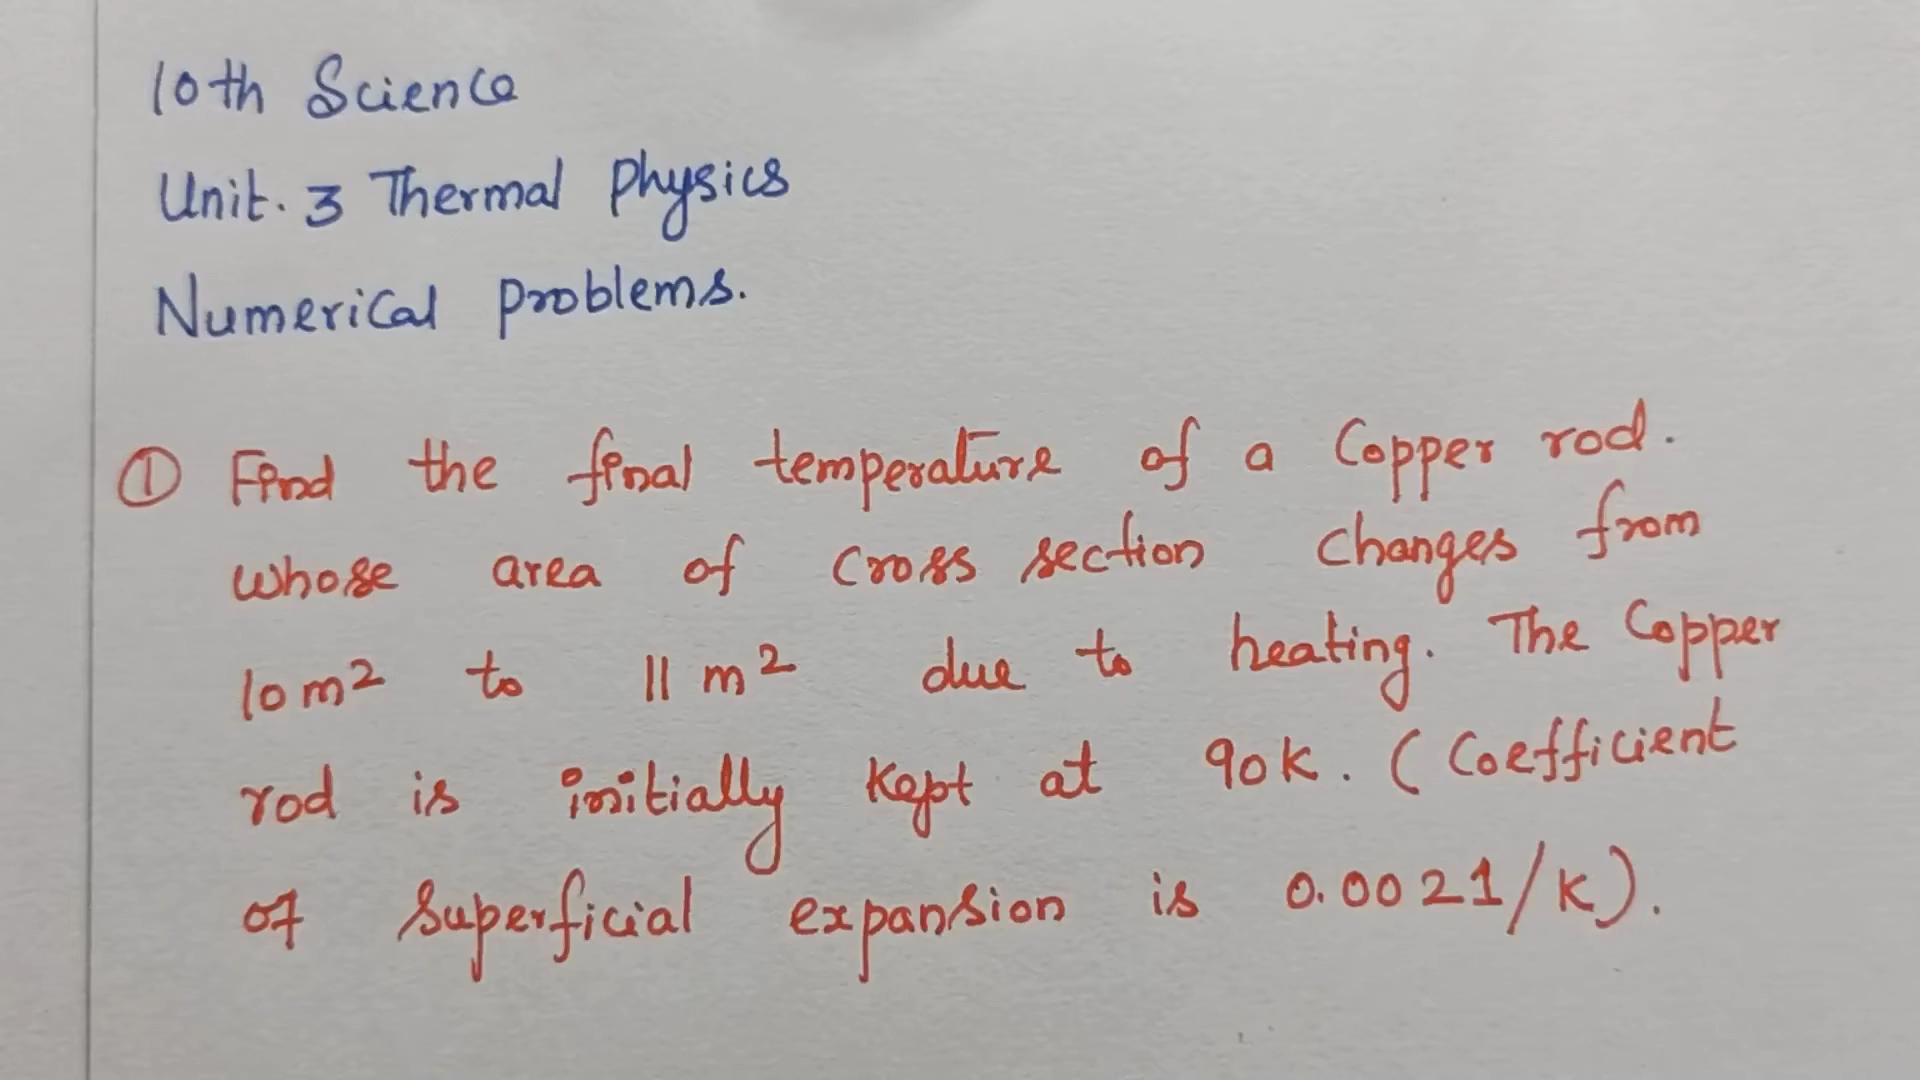 10th Science
Unit. 3 Thermal Physics
Numerical Problems.
① Find the final temperature of a Copper rod.
whose area of cross section changes from
10m² to 11 m² due to heating. The Copper
rod is initially kept at 90K. (Coefficient
of superficial expansion is 0.0021/K).